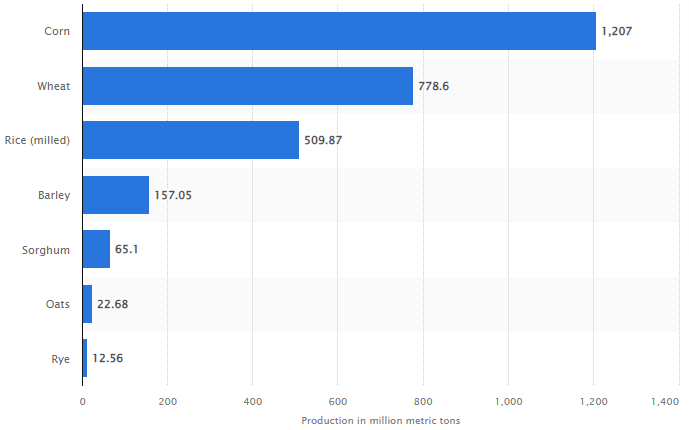 Corn 1,207
Wheat 778.6
Rice (milled) 509.87
Barley 157.05
Sorghum 65.1
Oats 22.68
Rye 12.56
0 200 400 600 800 1,000 1,200 1,400
Production in million metric tons